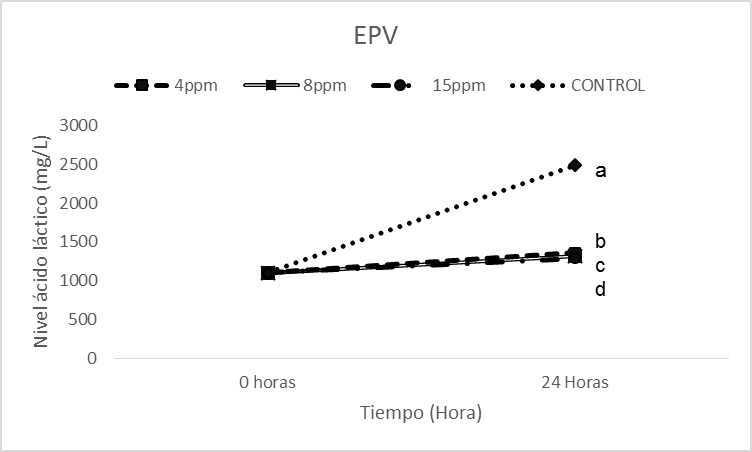 EPV
4ppm 8ppm 15ppm CONTROL
Nivel ácido láctico (mg/L)
3000
2500
2000
1500
1000
500
0
a
b
c
d
0 horas 24 Horas
Tiempo (Hora)